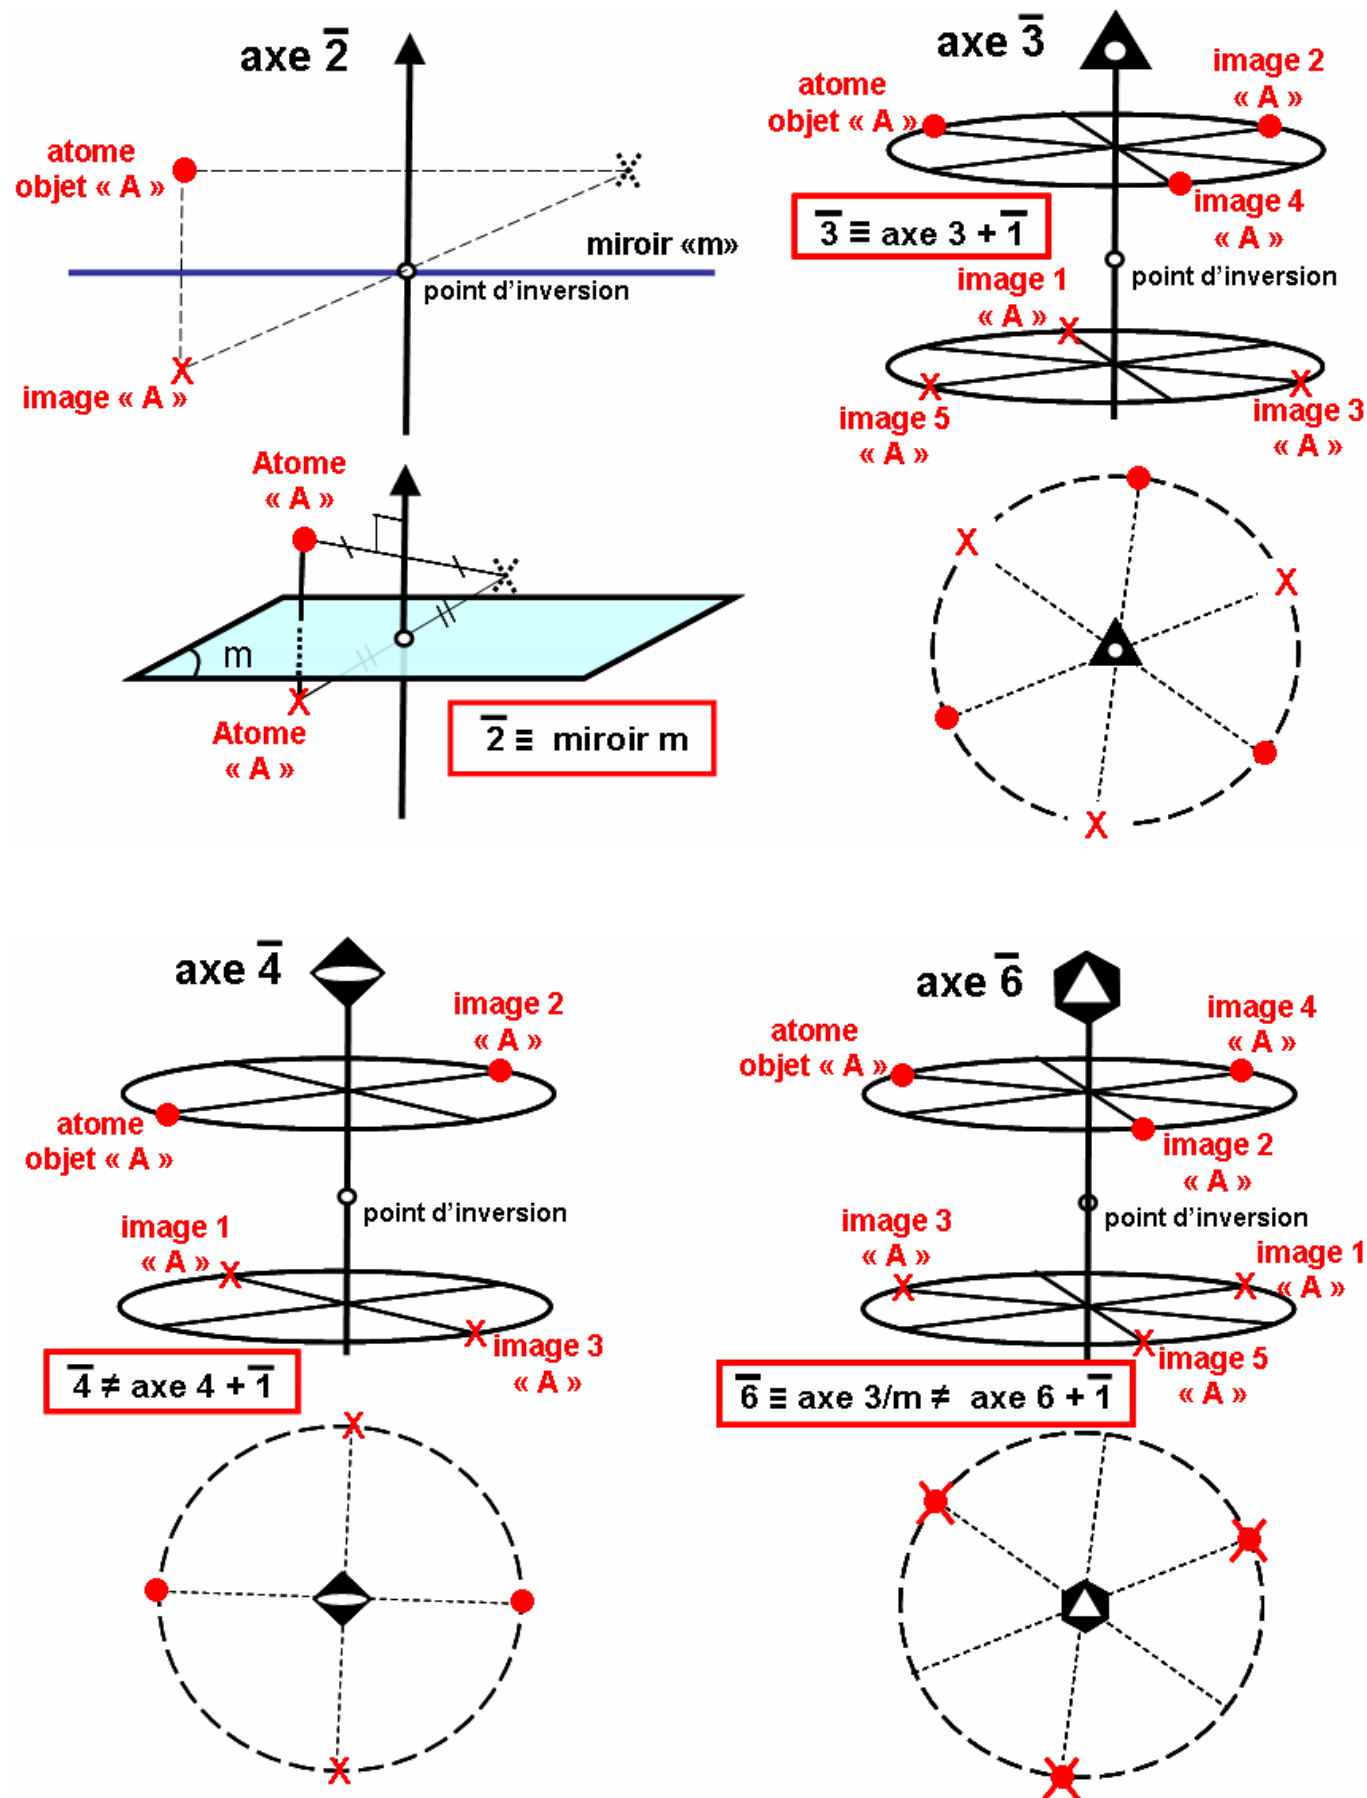 axe 2̅
atome
objet « A »
miroir «m»
point d’inversion
image « A »
Atome
« A »
m
Atome
« A »
2̅ ≡ miroir m
axe 3̅
atome
objet « A »
image 2
« A »
image 4
« A »
3̅ ≡ axe 3 + 1̅
point d’inversion
image 1
« A »
image 5
« A »
image 3
« A »
axe 4̅
image 2
« A »
atome
objet « A »
point d’inversion
image 1
« A »
image 3
« A »
4̅ ≠ axe 4 + 1̅
axe 6̅
atome
objet « A »
image 4
« A »
image 2
« A »
point d’inversion
image 3
« A »
image 1
« A »
image 5
« A »
6̅ ≡ axe 3/m ≠ axe 6 + 1̅